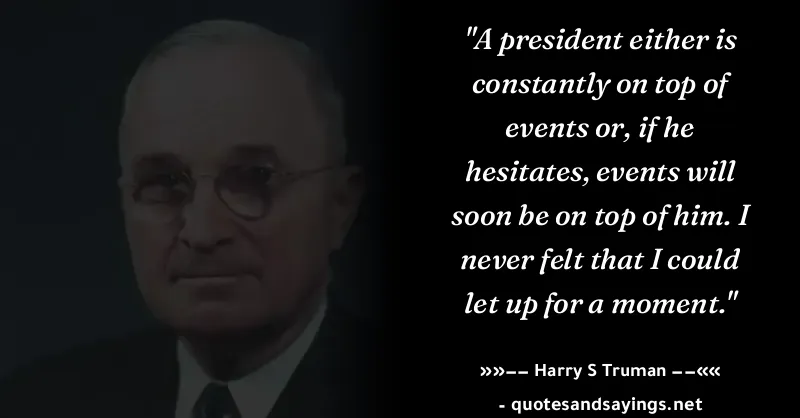 "A president either is
constantly on top of
events or, if he
hesitates, events will
soon be on top of him. I
never felt that I could
let up for a moment."
»»–– Harry S Truman ––««
- quotesandsayings.net